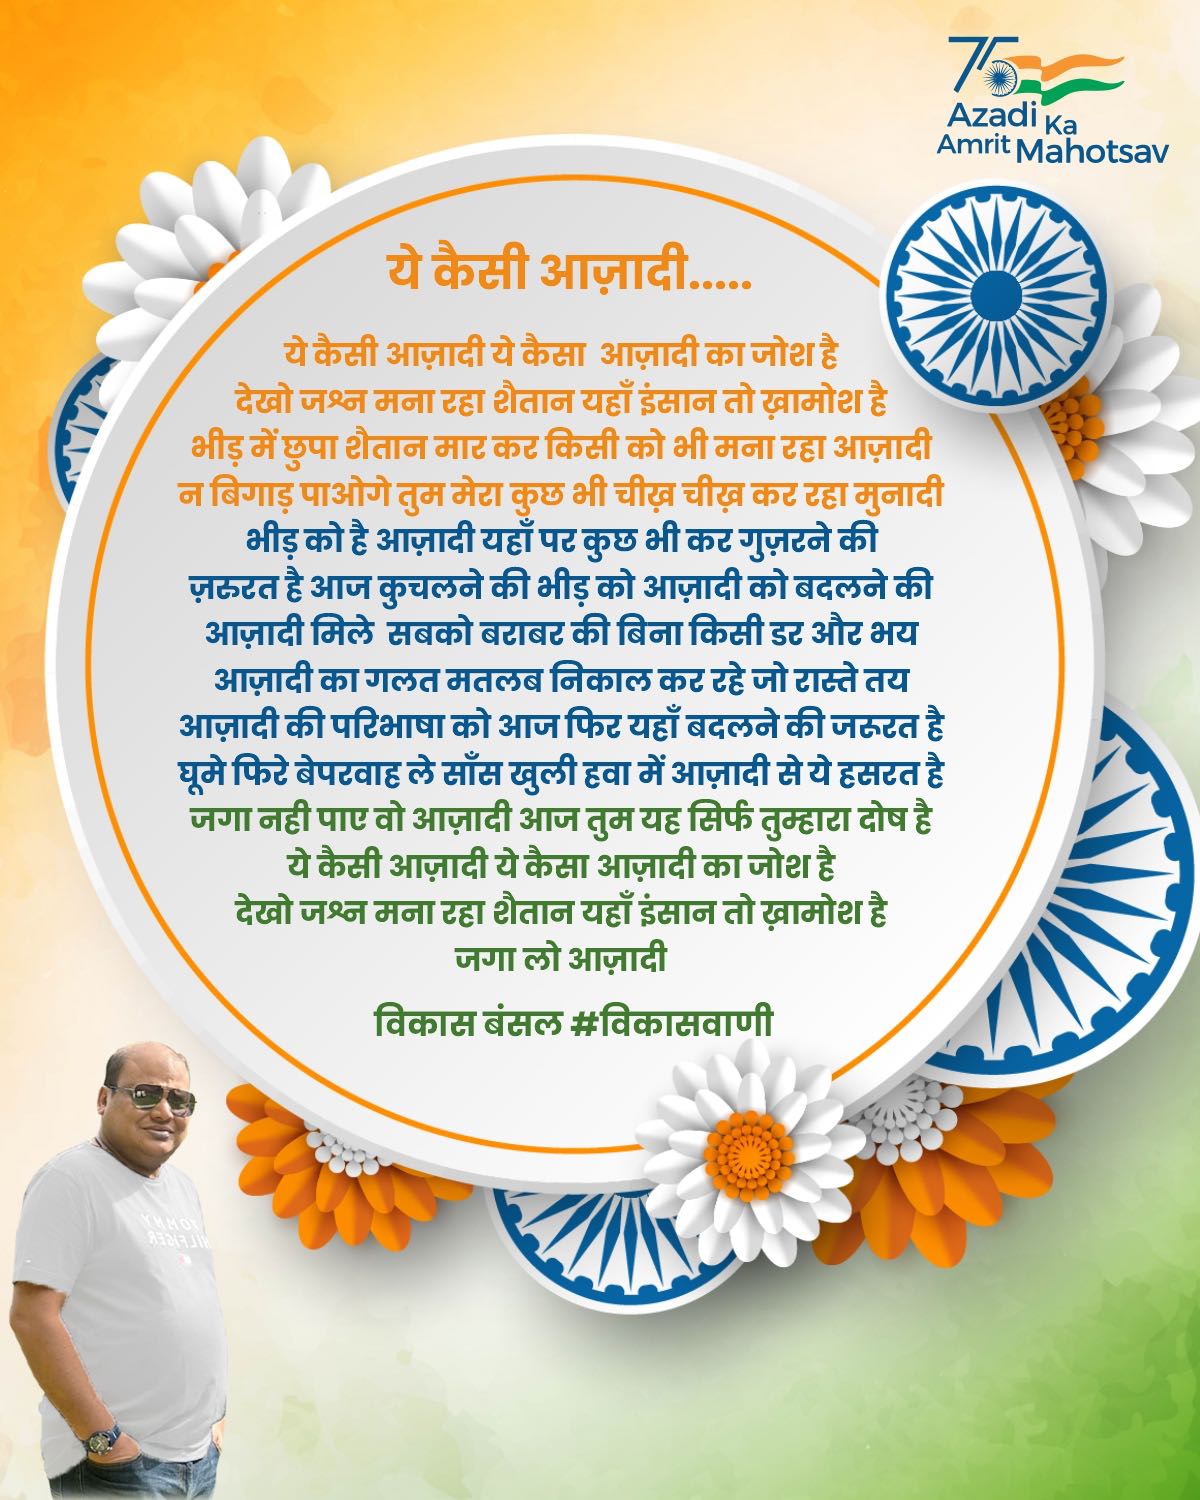 75
Azadi Ka
Amrit Mahotsav
ये कैसी आज़ादी.....
ये कैसी आज़ादी ये कैसा आज़ादी का जोश है
देखो जश्न मना रहा शैतान यहाँ इंसान तो ख़ामोश है
भीड़ में छुपा शैतान मार कर किसी को भी मना रहा आज़ादी
न बिगाड़ पाओगे तुम मेरा कुछ भी चीख़ चीख़ कर रहा मुनादी
भीड़ को है आज़ादी यहाँ पर कुछ भी कर गुज़रने की
ज़रुरत है आज कुचलने की भीड़ को आज़ादी को बदलने की
आज़ादी मिले सबको बराबर की बिना किसी डर और भय
आज़ादी का गलत मतलब निकाल कर रहे जो रास्ते तय
आज़ादी की परिभाषा को आज फिर यहाँ बदलने की जरूरत है
घूमे फिरे बेपरवाह ले साँस खुली हवा में आज़ादी से ये हसरत है
जगा नही पाए वो आज़ादी आज तुम यह सिर्फ तुम्हारा दोष है
ये कैसी आज़ादी ये कैसा आज़ादी का जोश है
देखो जश्न मना रहा शैतान यहाँ इंसान तो ख़ामोश है
जगा लो आज़ादी
विकास बंसल #विकासवाणी
TOMMY
HILFIGER